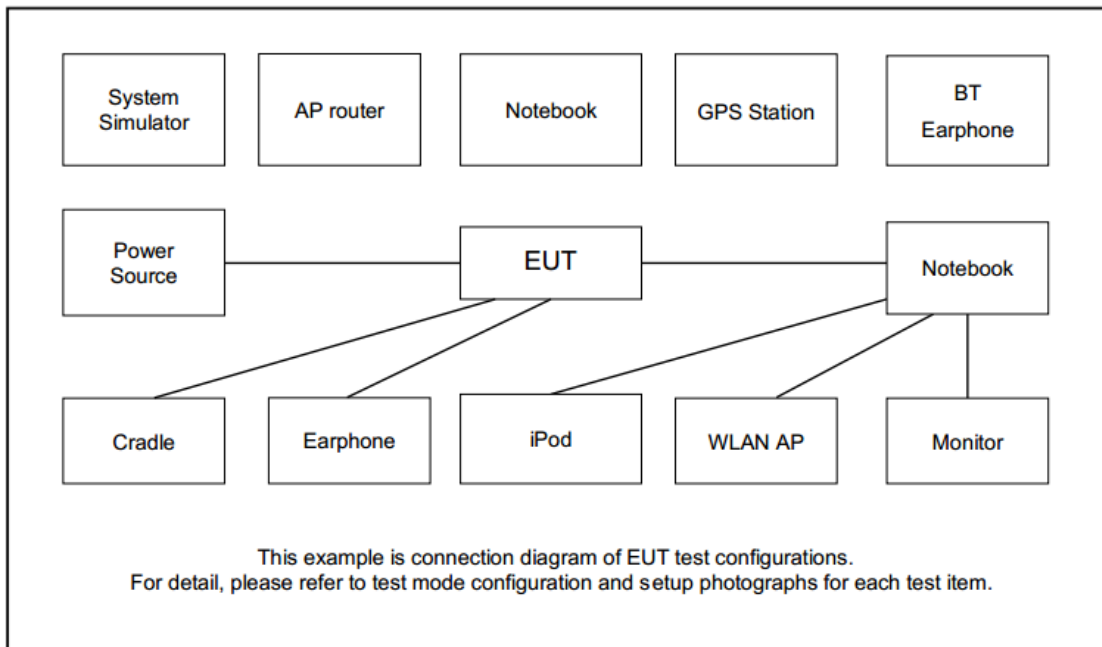 System
Simulator
AP router
Notebook
GPS Station
BT
Earphone
Power
Source
EUT
Notebook
Cradle
Earphone
iPod
WLAN AP
Monitor
This example is connection diagram of EUT test configurations.
For detail, please refer to test mode configuration and setup photographs for each test item.